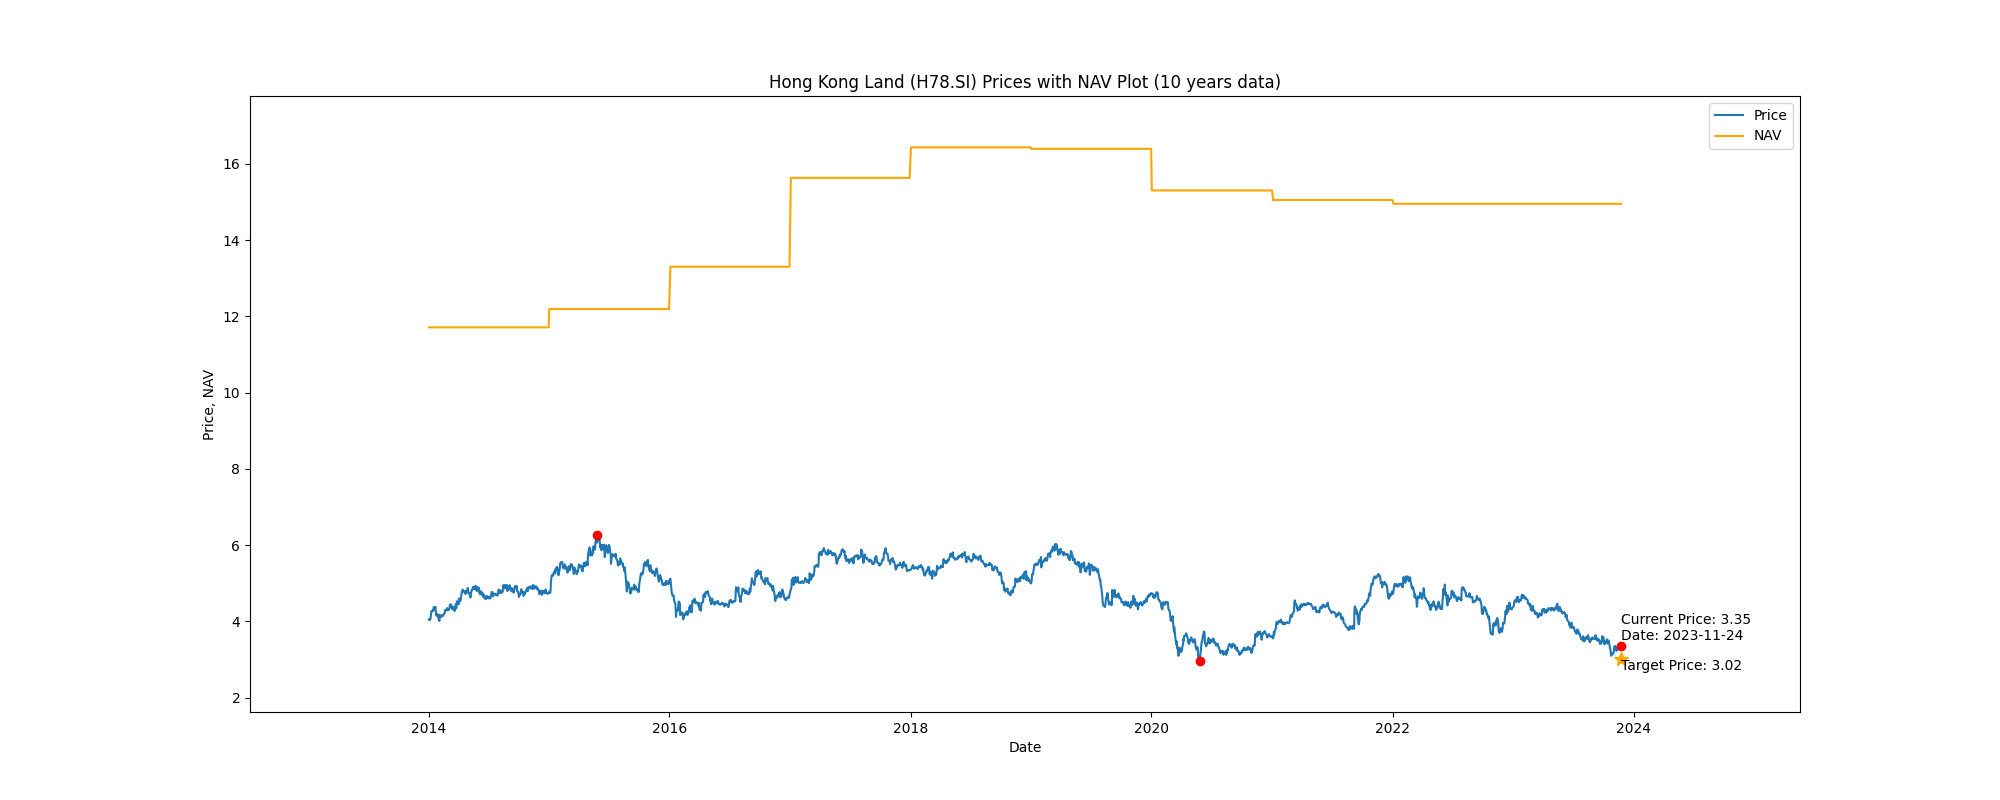 Hong Kong Land (H78.SI) Prices with NAV Plot (10 years data)
Price
NAV
Price, NAV
16
14
12
10
8
6
4
2
Current Price: 3.35
Date: 2023-11-24
Target Price: 3.02
2014
2016
2018
2020
2022
2024
Date